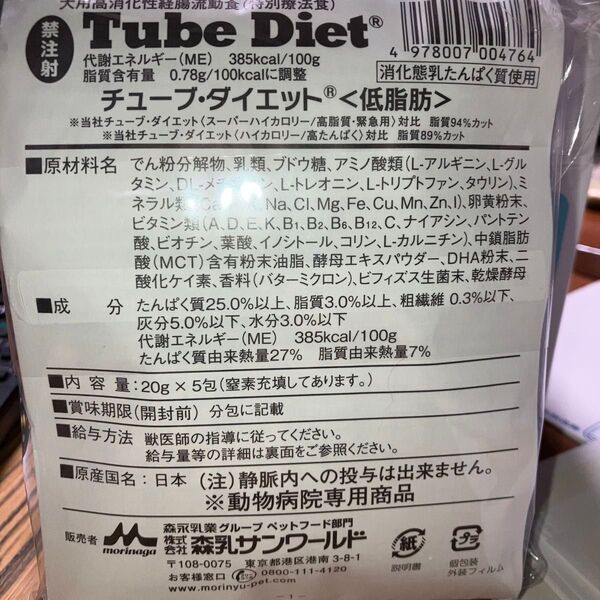 犬用高消化性経腸流動食(特別療法食)
禁注射
Tube Diet®
4 978007 004764
代謝エネルギー(ME) 385kcal/100g
脂質含有量 0.78g/100kcalに調整
消化態乳たんぱく質使用
チューブ・ダイエット®<低脂肪>
※当社チューブ・ダイエット〈スーパーハイカロリー/高脂質・緊急用〉対比 脂質94%カット
※当社チューブ・ダイエット〈ハイカロリー/高たんぱく〉対比 脂質89%カット
■原材料名 でん粉分解物、乳類、ブドウ糖、アミノ酸類(L-アルギニン、L-グル
タミン、DL-メチオニン、L-トレオニン、L-トリプトファン、タウリン)、ミ
ネラル類( Na,Cl,Mg,Fe,Cu,Mn,Zn,I)、卵黄粉末、
ビタミン類(A,D,E,K,B1,B2,B6,B12,C,ナイアシン、パントテン
酸、ビオチン、葉酸、イノシトール、コリン、L-カルニチン)、中鎖脂肪
酸(MCT)含有粉末油脂、酵母エキスパウダー、DHA粉末、二
酸化ケイ素、香料(バターミクロン)、ビフィズス生菌末、乾燥酵母
■成 分 たんぱく質25.0%以上、脂質3.0%以上、粗繊維 0.3%以下、
灰分5.0%以下、水分3.0%以下
代謝エネルギー(ME) 385kcal/100g
たんぱく質由来熱量27% 脂質由来熱量7%
■内 容 量:20g×5包(窒素充填してあります。)
■賞味期限(開封前) 分包に記載
■給与方法 獣医師の指導に従ってください。
給与量等の詳細は裏面をご参照ください。
■原産国名:日本 (注)静脈内への投与は出来ません。
※動物病院専用商品
販売者
morinaga
森永乳業グループ ペットフード部門
株式会社 森乳サンワールド
〒108-0075 東京都港区港南3-8-1
お客様窓口 0800-111-4120
www.morinyu-pet.com
紙
説明書
プラ
個包装
外装フィルム
-1-